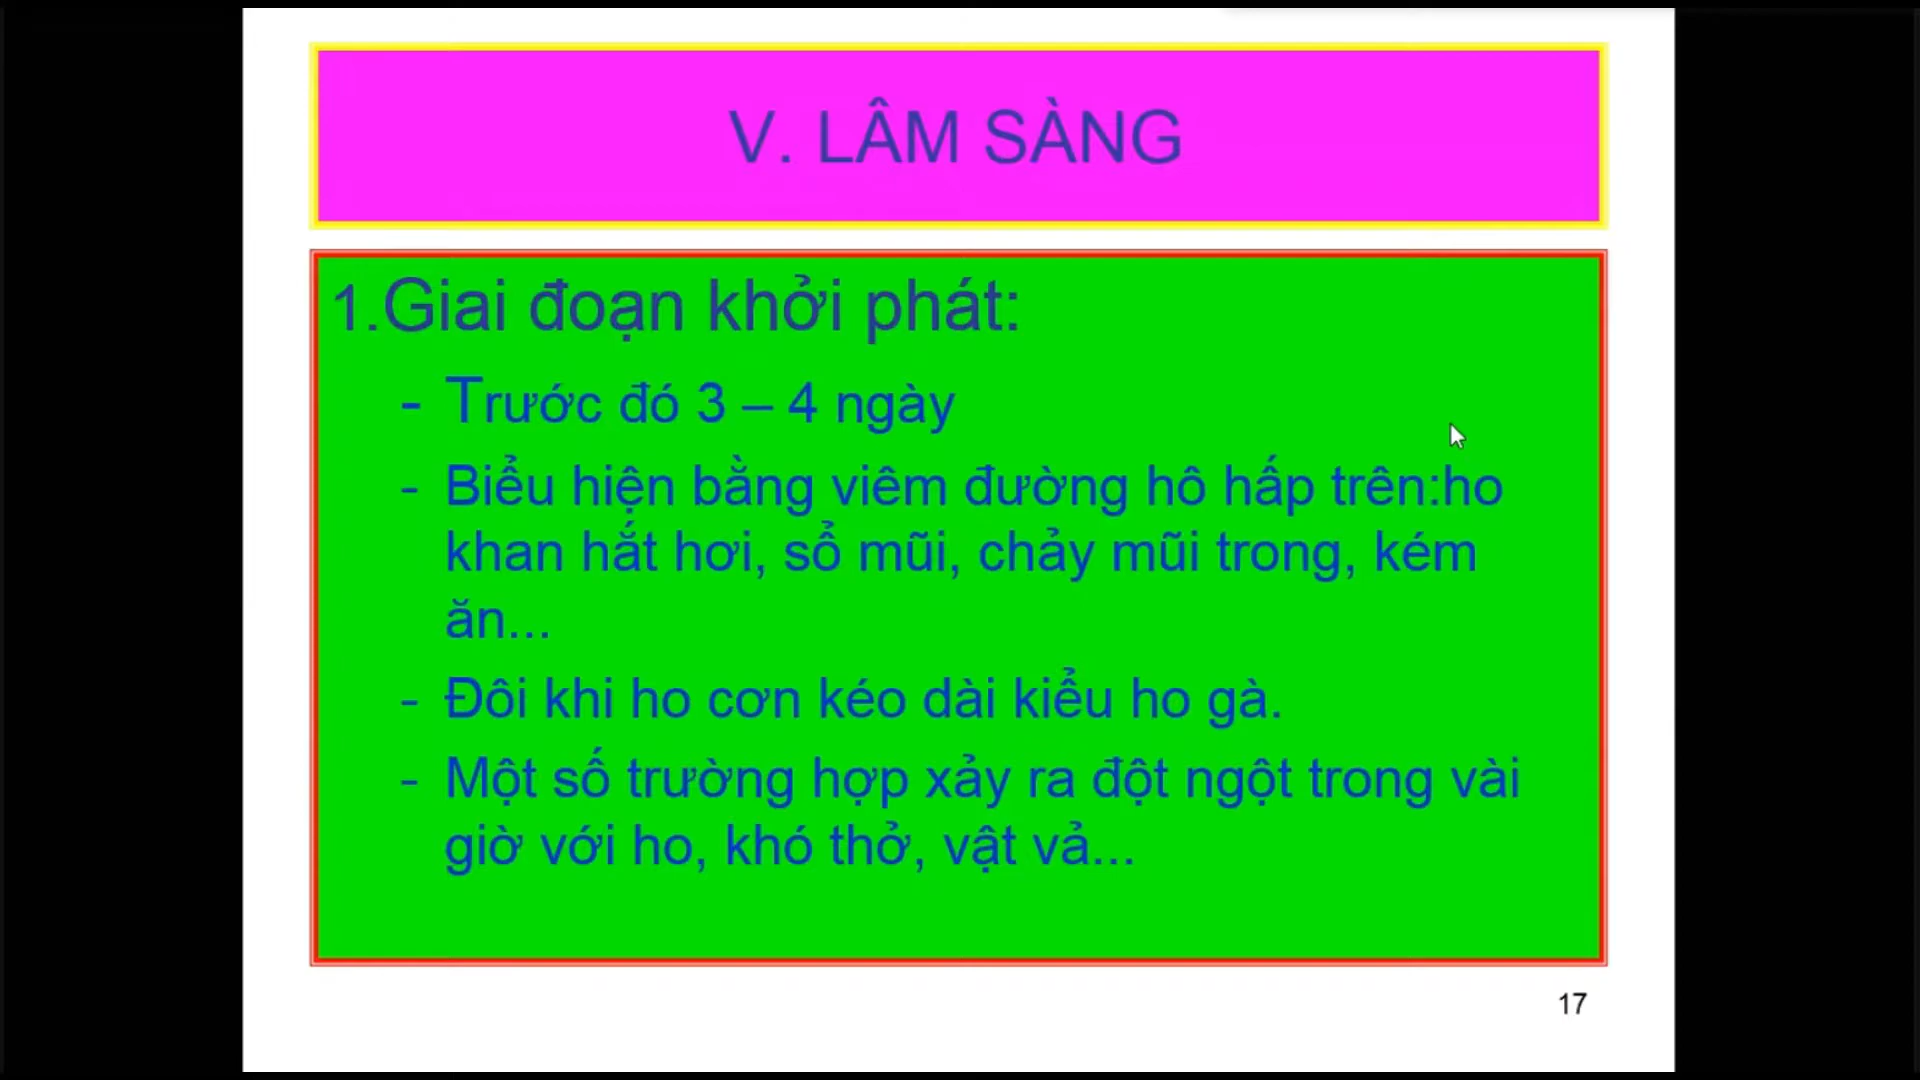 V. LÂM SÀNG
1.Giai đoạn khởi phát:
- Trước đó 3 – 4 ngày
- Biểu hiện bằng viêm đường hô hấp trên:ho
khan hắt hơi, sổ mũi, chảy mũi trong, kém
ăn...
- Đôi khi ho cơn kéo dài kiểu ho gà.
- Một số trường hợp xảy ra đột ngột trong vài
giờ với ho, khó thở, vật vả...
17